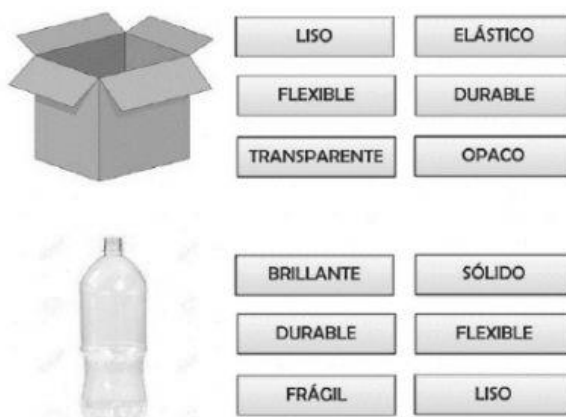 LISO ELÁSTICO
FLEXIBLE DURABLE
TRANSPARENTE OPACO
BRILLANTE SÓLIDO
DURABLE FLEXIBLE
FRÁGIL LISO